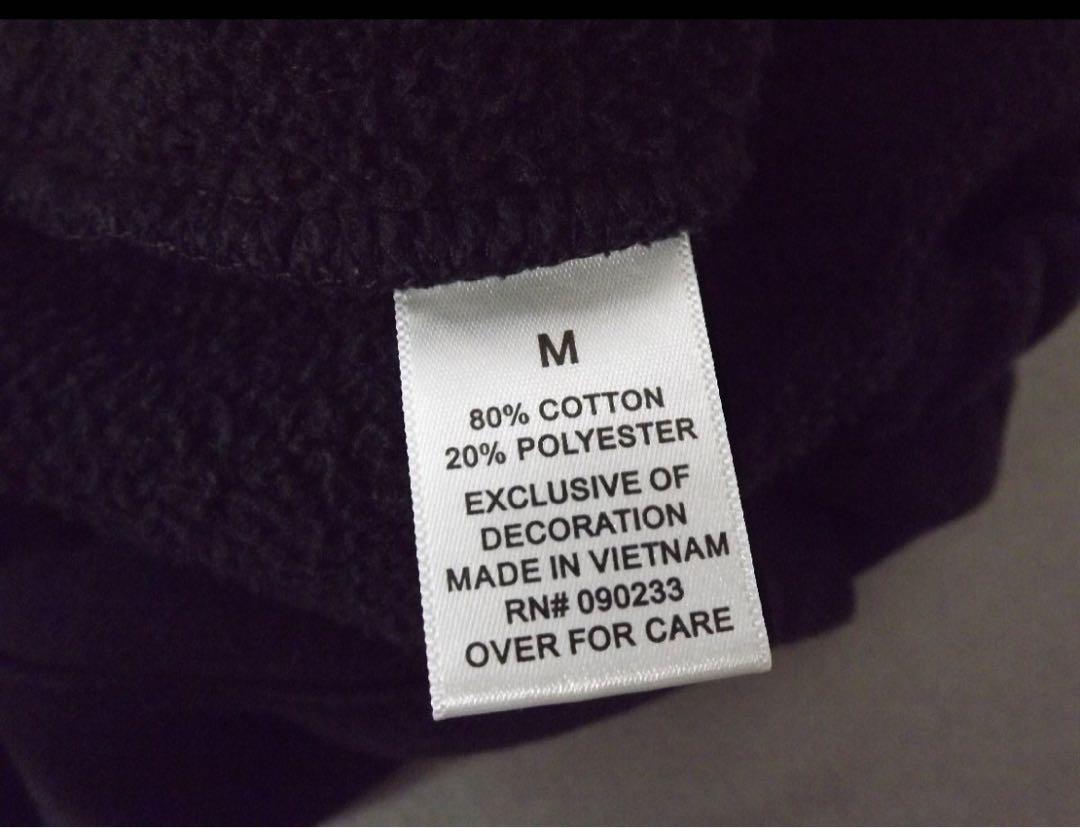 M
80% COTTON
20% POLYESTER
EXCLUSIVE OF
DECORATION
MADE IN VIETNAM
RN# 090233
OVER FOR CARE